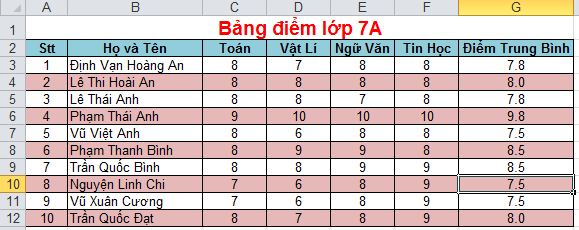 A B C D E F G
1 Bảng điểm lớp 7A
2 Stt Họ và Tên Toán Vật Lí Ngữ Văn Tin Học Điểm Trung Bình
3 1 Định Vạn Hoàng An 8 7 8 8 7.8
4 2 Lê Thi Hoài An 8 8 8 8 8.0
5 3 Lê Thái Anh 8 8 7 8 7.8
6 4 Phạm Thái Anh 9 10 10 10 9.8
7 5 Vũ Việt Anh 8 6 8 8 7.5
8 6 Phạm Thanh Bình 8 9 9 8 8.5
9 7 Trần Quốc Bình 8 8 9 9 8.5
10 8 Nguyện Linh Chi 7 6 8 9 7.5
11 9 Vũ Xuân Cương 7 6 8 9 7.5
12 10 Trần Quốc Đạt 8 7 8 9 8.0